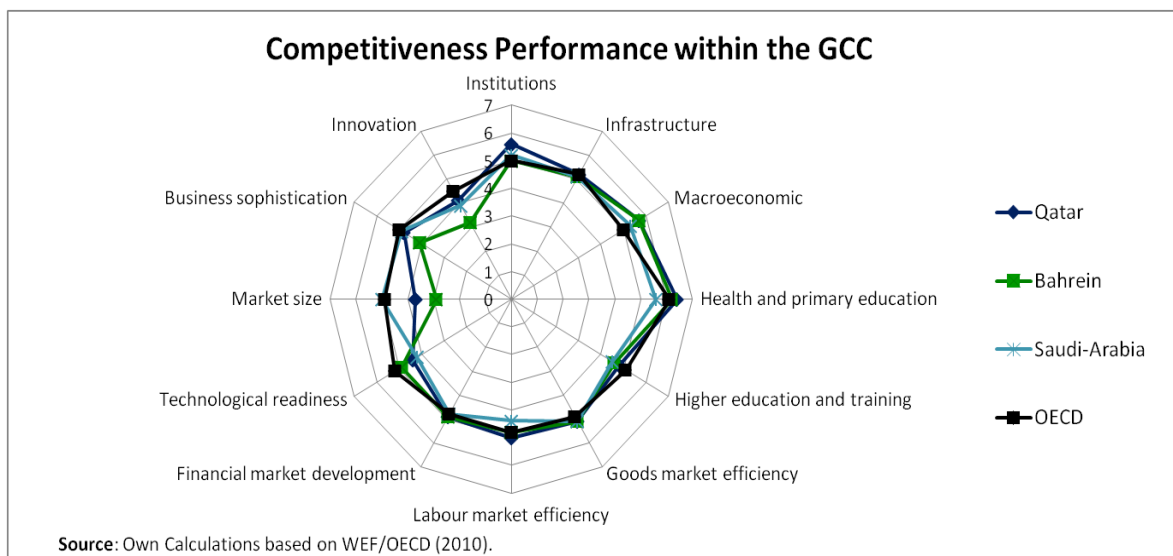 Competitiveness Performance within the GCC
Institutions
Infrastructure
Macroeconomic
Health and primary education
Higher education and training
Goods market efficiency
Labour market efficiency
Financial market development
Technological readiness
Market size
Business sophistication
Innovation
7
6
5
4
3
2
1
0
Qatar
Bahrein
Saudi-Arabia
OECD
Source: Own Calculations based on WEF/OECD (2010).